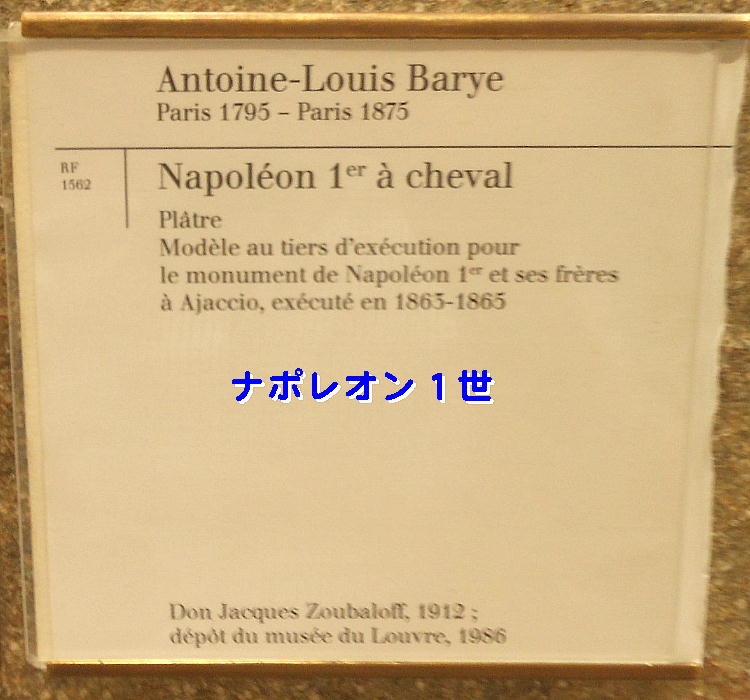 Antoine-Louis Barye
Paris 1795 – Paris 1875
RF
1562
Napoléon 1er à cheval
Plâtre
Modèle au tiers d'exécution pour
le monument de Napoléon 1er et ses frères
à Ajaccio, exécuté en 1863-1865
ナポレオン１世
Don Jacques Zoubaloff, 1912 ;
dépôt du musée du Louvre, 1986